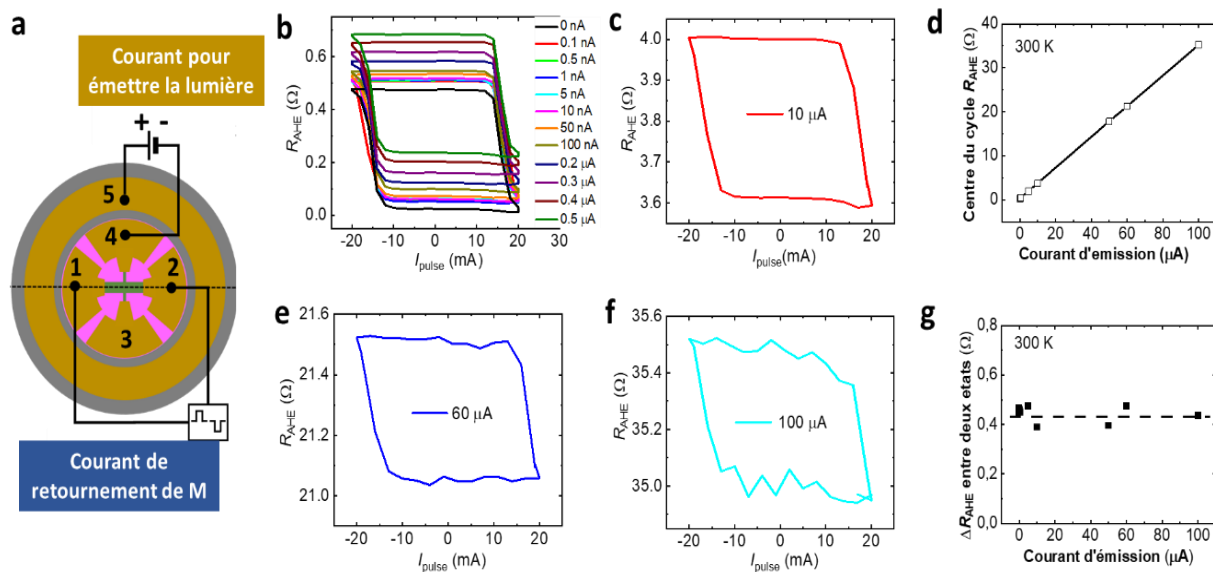 a
Courant pour
émettre la lumière
+ -
5
4
1
2
3
Courant de
retournement de M
b
R_AHE (Ω)
0.6
0.4
0.2
0.0
-20 -10 0 10 20 30
I_pulse (mA)
0 nA
0.1 nA
0.5 nA
1 nA
5 nA
10 nA
50 nA
100 nA
0.2 μA
0.3 μA
0.4 μA
0.5 μA
c
R_AHE (Ω)
4.0
3.9
3.8
3.7
3.6
10 μA
-20 -10 0 10 20
I_pulse(mA)
d
Centre du cycle R_AHE (Ω)
40
30
20
10
0
300 K
0 20 40 60 80 100
Courant d'emission (μA)
e
R_AHE (Ω)
21.6
21.4
21.2
21.0
60 μA
-20 -10 0 10 20
I_pulse (mA)
f
R_AHE (Ω)
35.6
35.4
35.2
35.0
100 μA
-20 -10 0 10 20
I_pulse (mA)
g
ΔR_AHE entre deux etats (Ω)
0,8
0,6
0,4
0,2
0,0
300 K
0 20 40 60 80 100
Courant d'émission (μA)